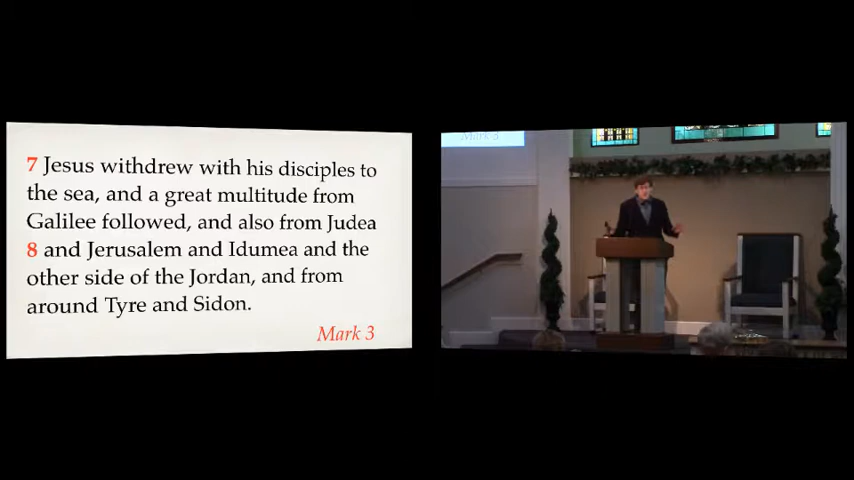 7 Jesus withdrew with his disciples to
the sea, and a great multitude from
Galilee followed, and also from Judea
8 and Jerusalem and Idumea and the
other side of the Jordan, and from
around Tyre and Sidon.
Mark 3
Mark 3